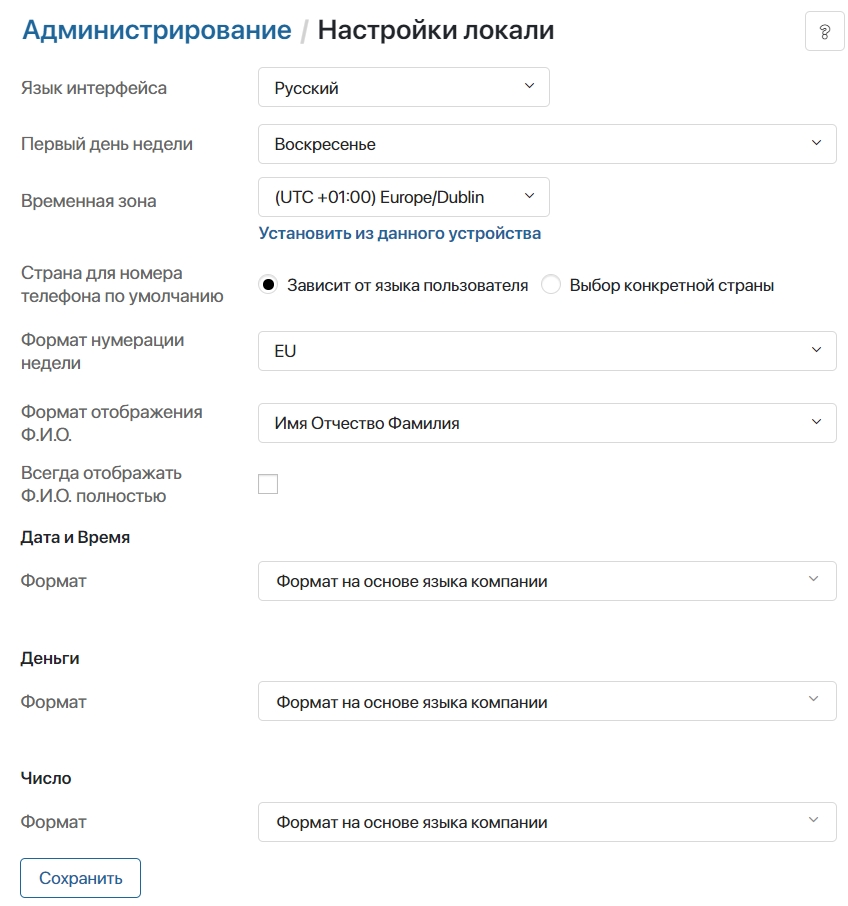 Администрирование / Настройки локали
?
Язык интерфейса
Русский
Первый день недели
Воскресенье
Временная зона
(UTC +01:00) Europe/Dublin
Установить из данного устройства
Страна для номера
телефона по умолчанию
Зависит от языка пользователя
Выбор конкретной страны
Формат нумерации
недели
EU
Формат отображения
Ф.И.О.
Имя Отчество Фамилия
Всегда отображать
Ф.И.О. полностью
Дата и Время
Формат
Формат на основе языка компании
Деньги
Формат
Формат на основе языка компании
Число
Формат
Формат на основе языка компании
Сохранить